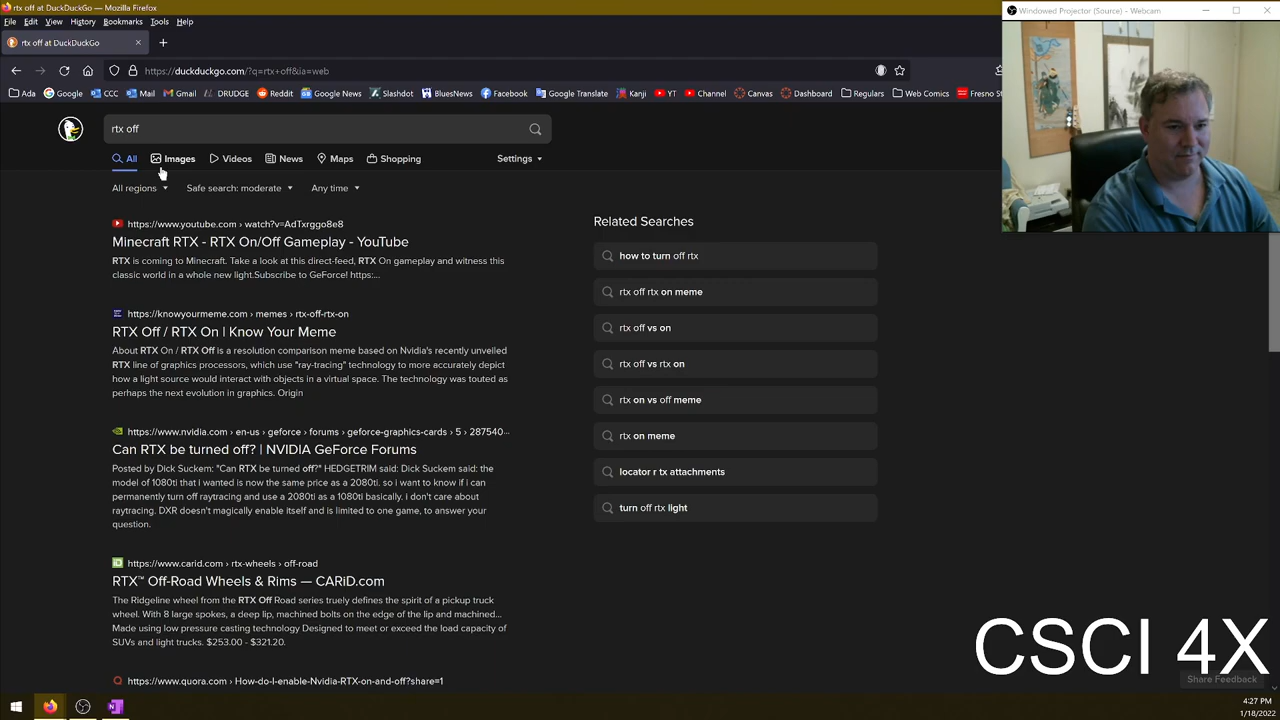 rtx off at DuckDuckGo — Mozilla Firefox
File Edit View History Bookmarks Tools Help
Windowed Projector (Source) - Webcam
rtx off at DuckDuckGo
https://duckduckgo.com/?q=rtx+off&ia=web
Ada Google CCC Mail Gmail DRUDGE Reddit Google News Slashdot BluesNews Facebook Google Translate Kanji YT Channel Canvas Dashboard Regulars Web Comics Fresno St
rtx off
All Images Videos News Maps Shopping Settings
All regions Safe search: moderate Any time
https://www.youtube.com › watch?v=AdTxrggo8e8
Minecraft RTX - RTX On/Off Gameplay - YouTube
RTX is coming to Minecraft. Take a look at this direct-feed, RTX On gameplay and witness this
classic world in a whole new light.Subscribe to GeForce! https:...
https://knowyourmeme.com › memes › rtx-off-rtx-on
RTX Off / RTX On | Know Your Meme
About RTX On / RTX Off is a resolution comparison meme based on Nvidia's recently unveiled
RTX line of graphics processors, which use "ray-tracing" technology to more accurately depict
how a light source would interact with objects in a virtual space. The technology was touted as
perhaps the next evolution in graphics. Origin
https://www.nvidia.com › en-us › geforce › forums › geforce-graphics-cards › 5 › 287540...
Can RTX be turned off? | NVIDIA GeForce Forums
Posted by Dick Suckem: "Can RTX be turned off?" HEDGETRIM said: Dick Suckem said: the
model of 1080ti that i wanted is now the same price as a 2080ti. so i want to know if i can
permanently turn off raytracing and use a 2080ti as a 1080ti basically. i don't care about
raytracing. DXR doesn't magically enable itself and is limited to one game, to answer your
question.
https://www.carid.com › rtx-wheels › off-road
RTX™ Off-Road Wheels & Rims — CARiD.com
The Ridgeline wheel from the RTX Off Road series truely defines the spirit of a pickup truck
wheel. With 8 large spokes, a deep lip, machined bolts on the edge of the lip and machined...
Made using low pressure casting technology Designed to meet or exceed the load capacity of
SUVs and light trucks. $253.00 - $321.20.
https://www.quora.com › How-do-I-enable-Nvidia-RTX-on-and-off?share=1
Related Searches
how to turn off rtx
rtx off rtx on meme
rtx off vs on
rtx off vs rtx on
rtx on vs off meme
rtx on meme
locator r tx attachments
turn off rtx light
CSCI 4X
Share Feedback
4:27 PM
1/18/2022